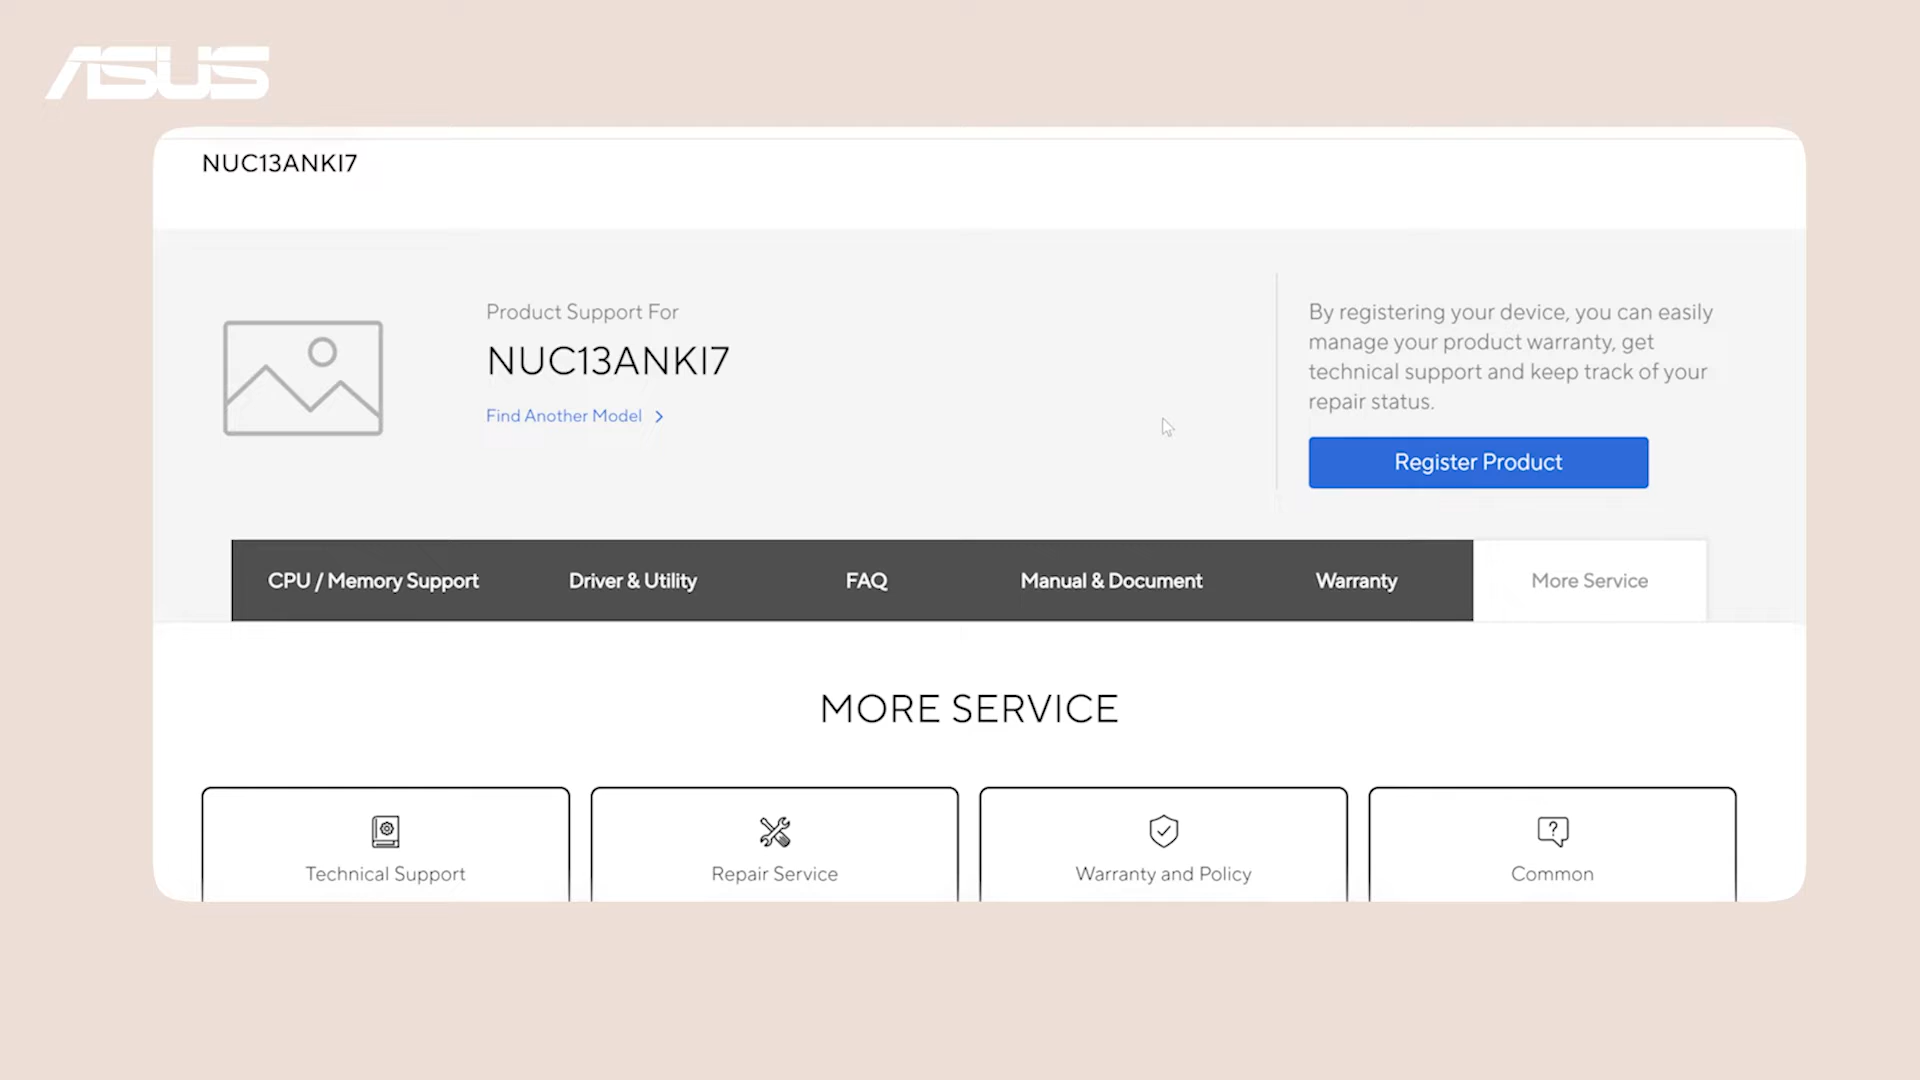 ASUS
NUC13ANKI7
Product Support For
NUC13ANKI7
Find Another Model
By registering your device, you can easily
manage your product warranty, get
technical support and keep track of your
repair status.
Register Product
CPU / Memory Support
Driver & Utility
FAQ
Manual & Document
Warranty
More Service
MORE SERVICE
Technical Support
Repair Service
Warranty and Policy
Common